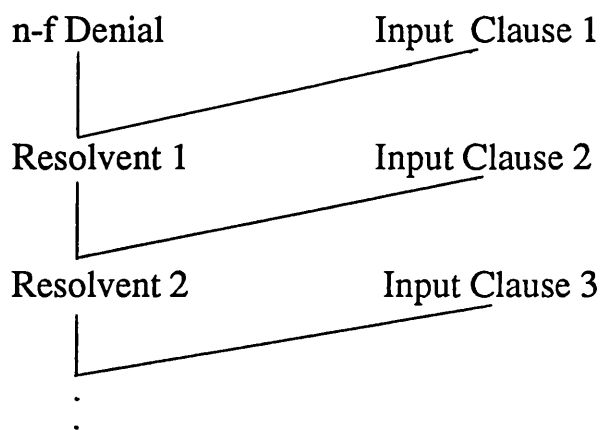 n-f Denial Input Clause 1
Resolvent 1 Input Clause 2
Resolvent 2 Input Clause 3
.
.